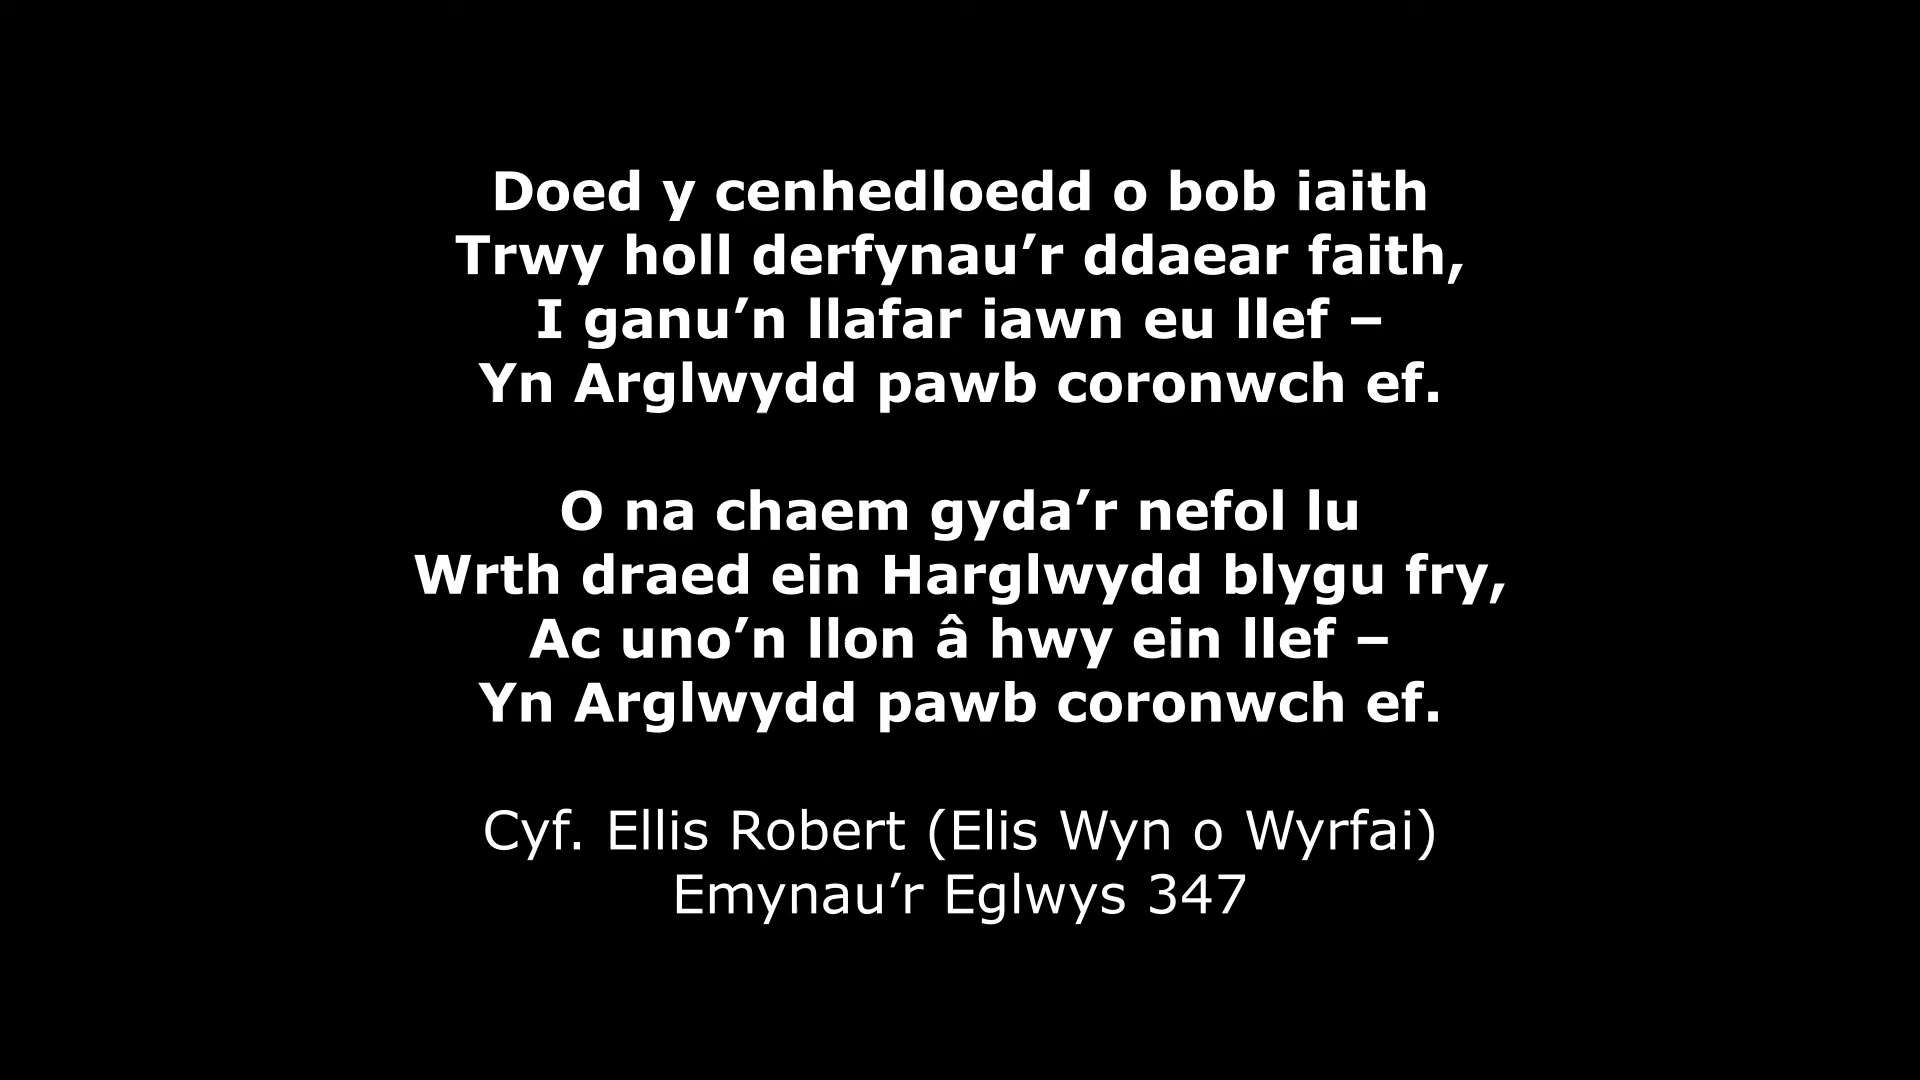 Doed y cenhedloedd o bob iaith
Trwy holl derfynau’r ddaear faith,
I ganu’n llafar iawn eu llef –
Yn Arglwydd pawb coronwch ef.
O na chaem gyda’r nefol lu
Wrth draed ein Harglwydd blygu fry,
Ac uno’n llon â hwy ein llef –
Yn Arglwydd pawb coronwch ef.
Cyf. Ellis Robert (Elis Wyn o Wyrfai)
Emynau’r Eglwys 347